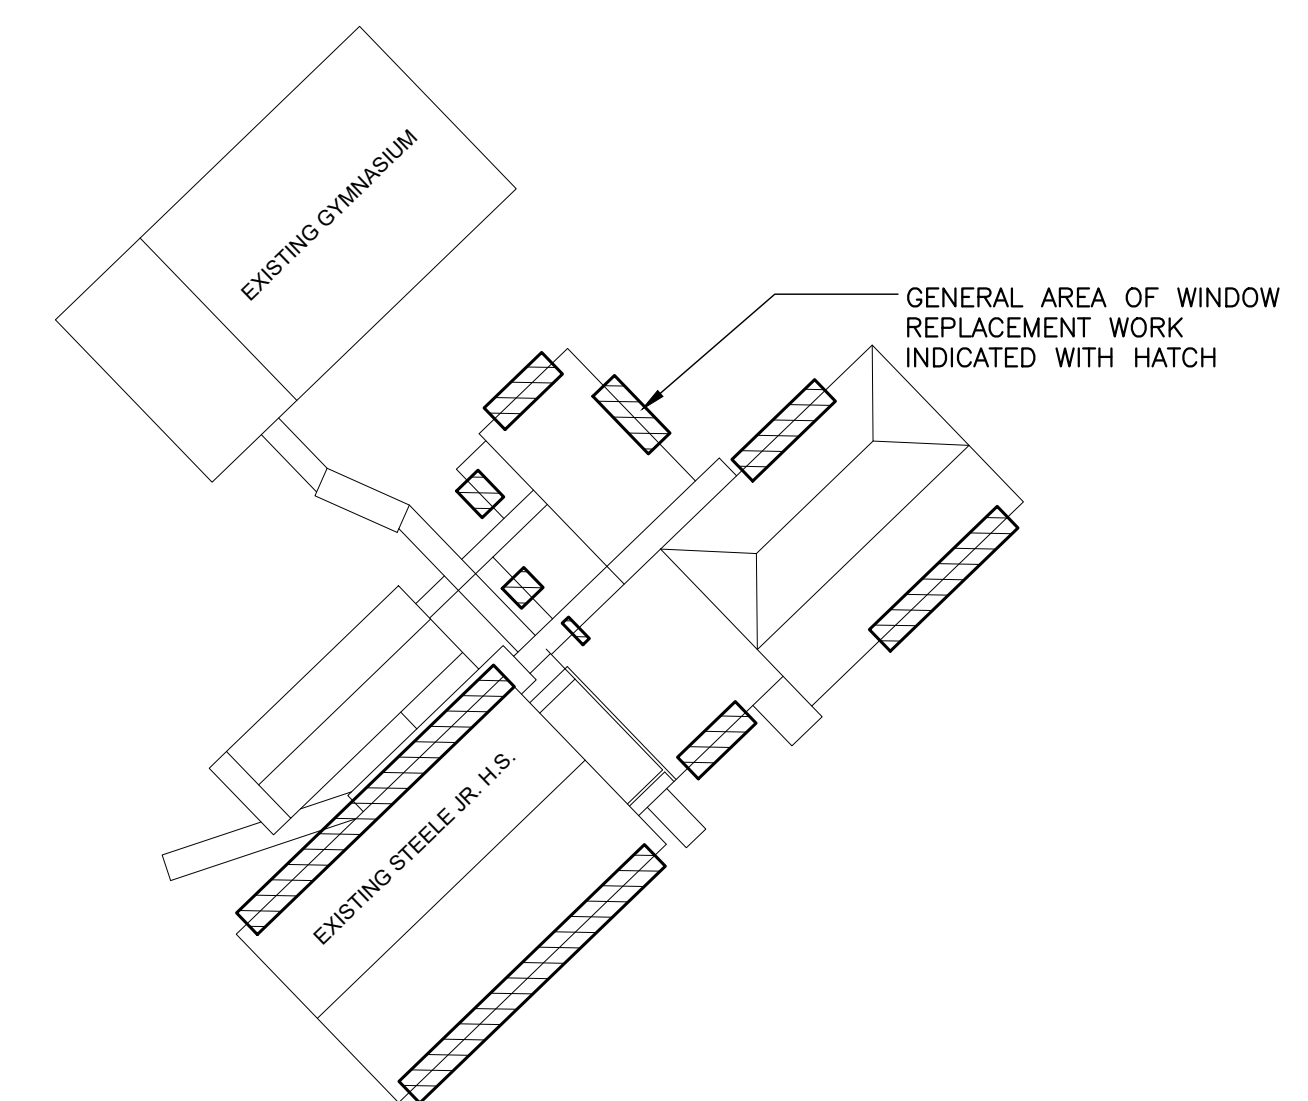 EXISTING GYMNASIUM
GENERAL AREA OF WINDOW
REPLACEMENT WORK
INDICATED WITH HATCH
EXISTING STEELE JR. H.S.